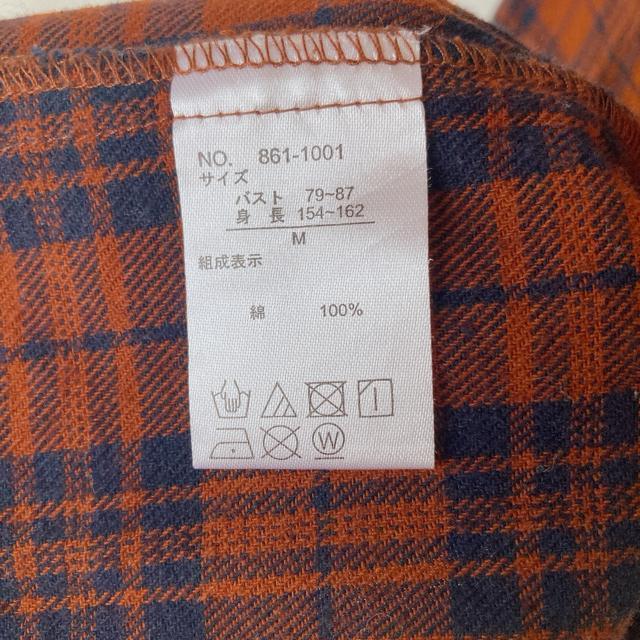 NO. 861-1001
サイズ
バスト 79~87
身長 154~162
M
組成表示
綿 100%
W